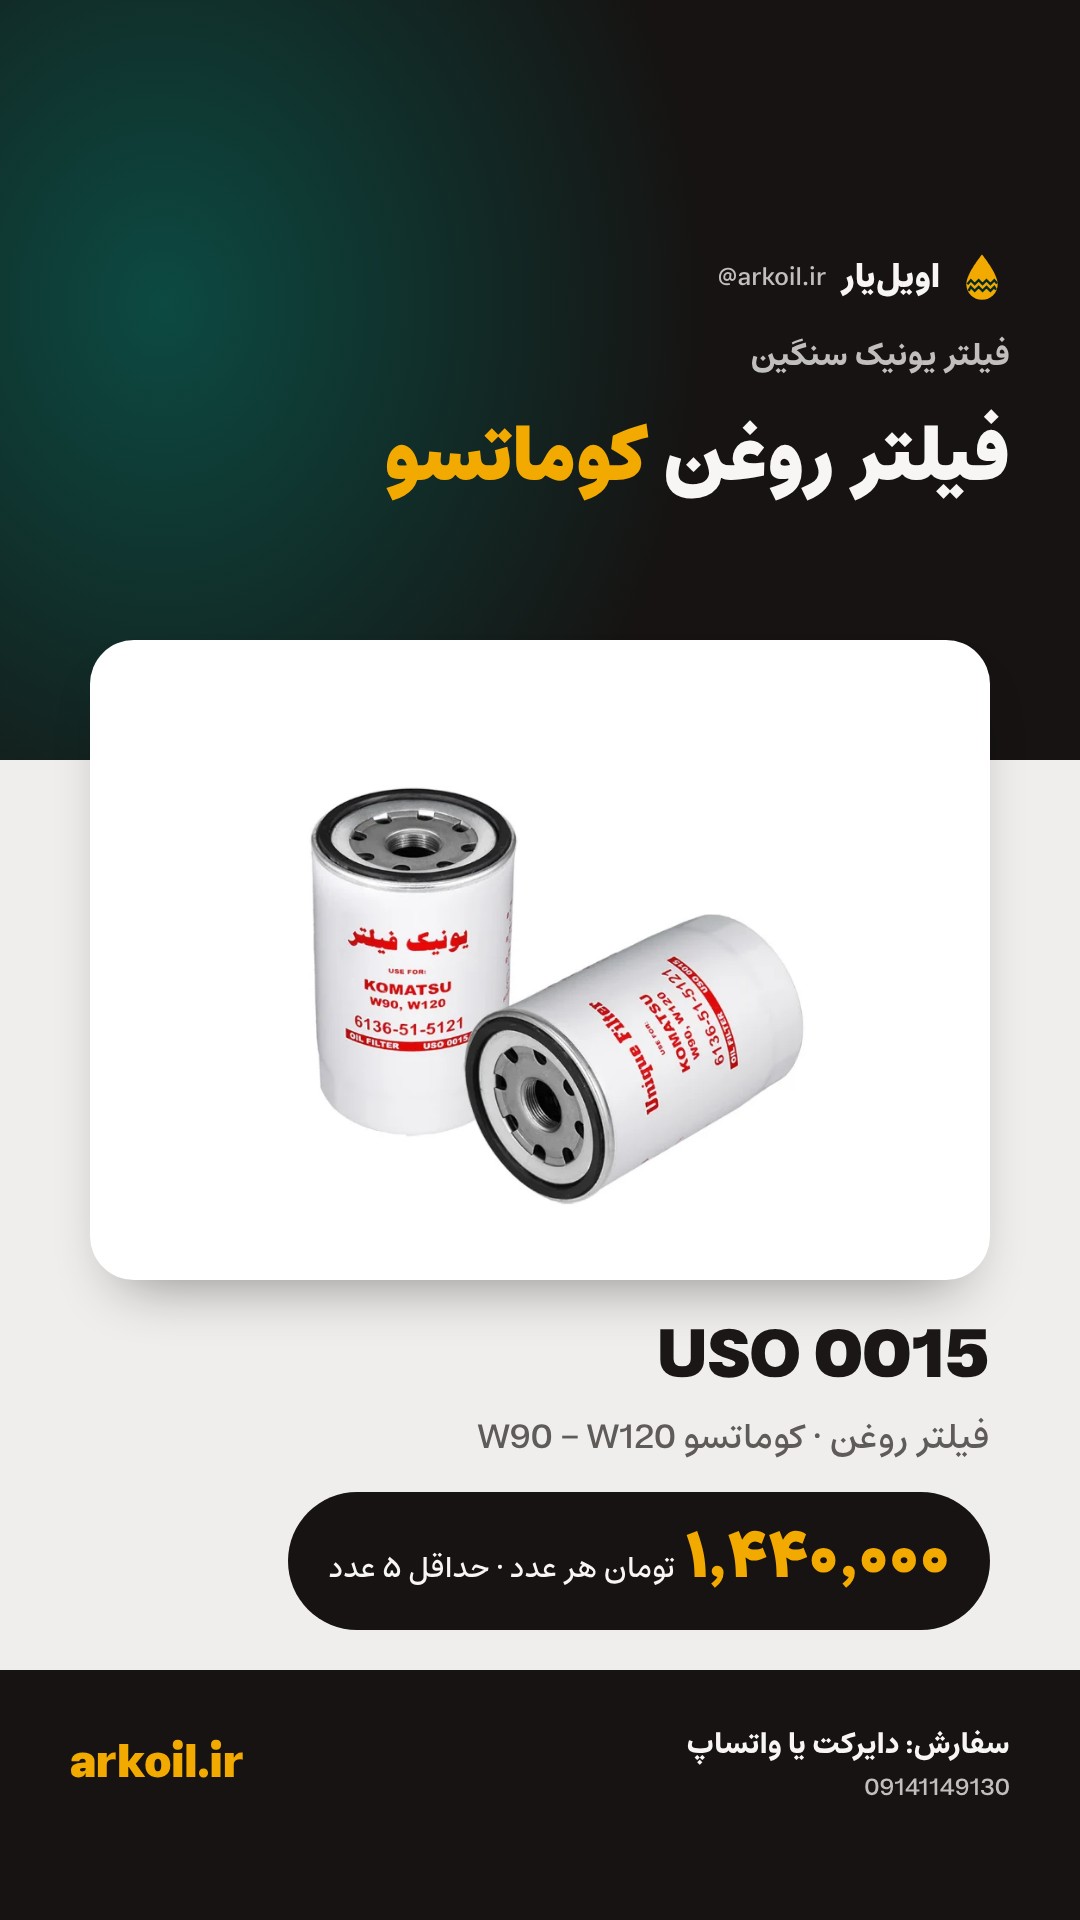 اویل‌یار @arkoil.ir
فیلتر یونیک سنگین
فیلتر روغن کوماتسو
یونیک فیلتر
USE FOR:
KOMATSU
W90, W120
6136-51-5121
OIL FILTER USO 0015
Unique Filter
USE FOR:
KOMATSU
W90, W120
6136-51-5121
OIL FILTER USO 0015
USO 0015
فیلتر روغن · کوماتسو W90 – W120
۱,۴۴۰,۰۰۰ تومان هر عدد · حداقل ۵ عدد
سفارش: دایرکت یا واتساپ
09141149130
arkoil.ir